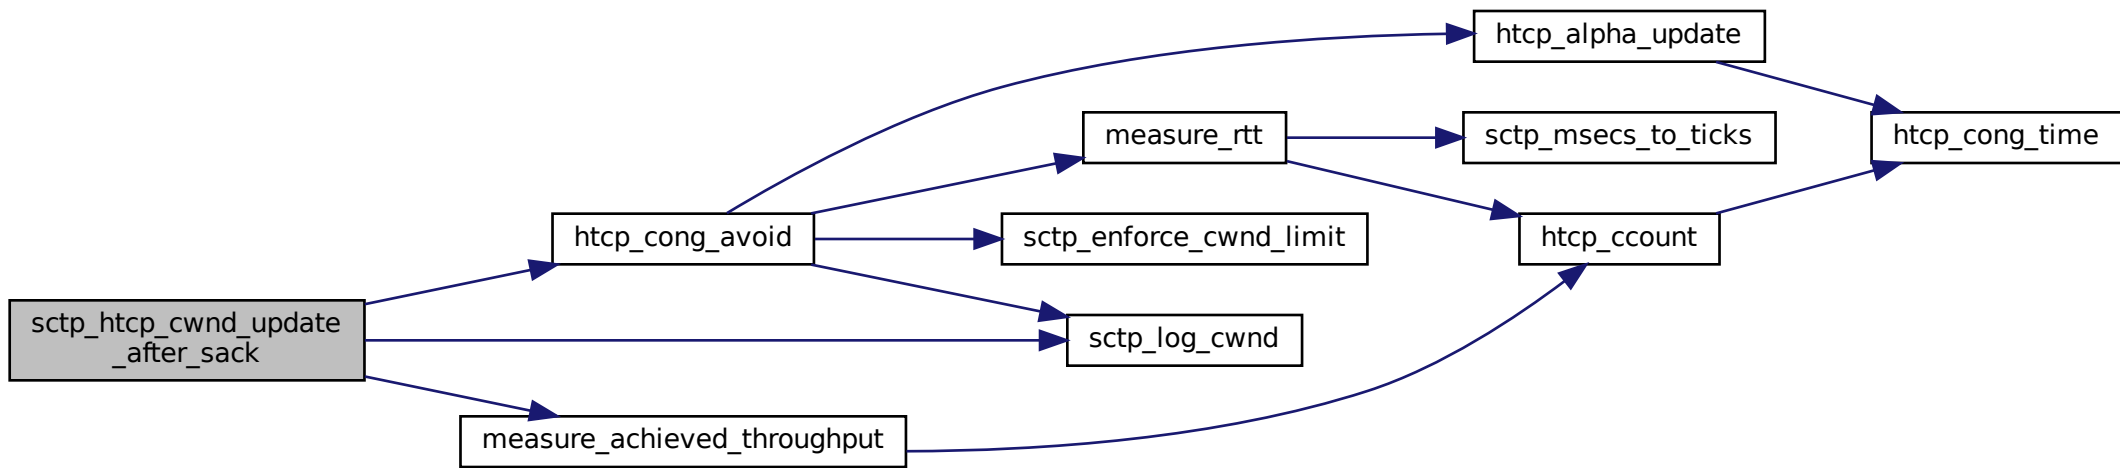 htcp_alpha_update
measure_rtt
sctp_msecs_to_ticks
htcp_cong_time
htcp_cong_avoid
sctp_enforce_cwnd_limit
htcp_ccount
sctp_htcp_cwnd_update
_after_sack
sctp_log_cwnd
measure_achieved_throughput